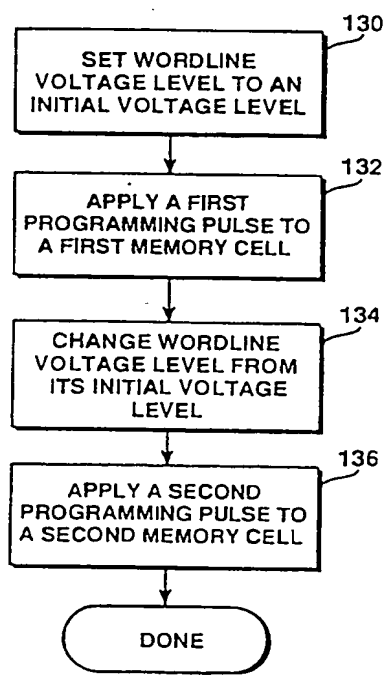 130
SET WORDLINE
VOLTAGE LEVEL TO AN
INITIAL VOLTAGE LEVEL
132
APPLY A FIRST
PROGRAMMING PULSE TO
A FIRST MEMORY CELL
134
CHANGE WORDLINE
VOLTAGE LEVEL FROM
ITS INITIAL VOLTAGE
LEVEL
136
APPLY A SECOND
PROGRAMMING PULSE TO
A SECOND MEMORY CELL
DONE